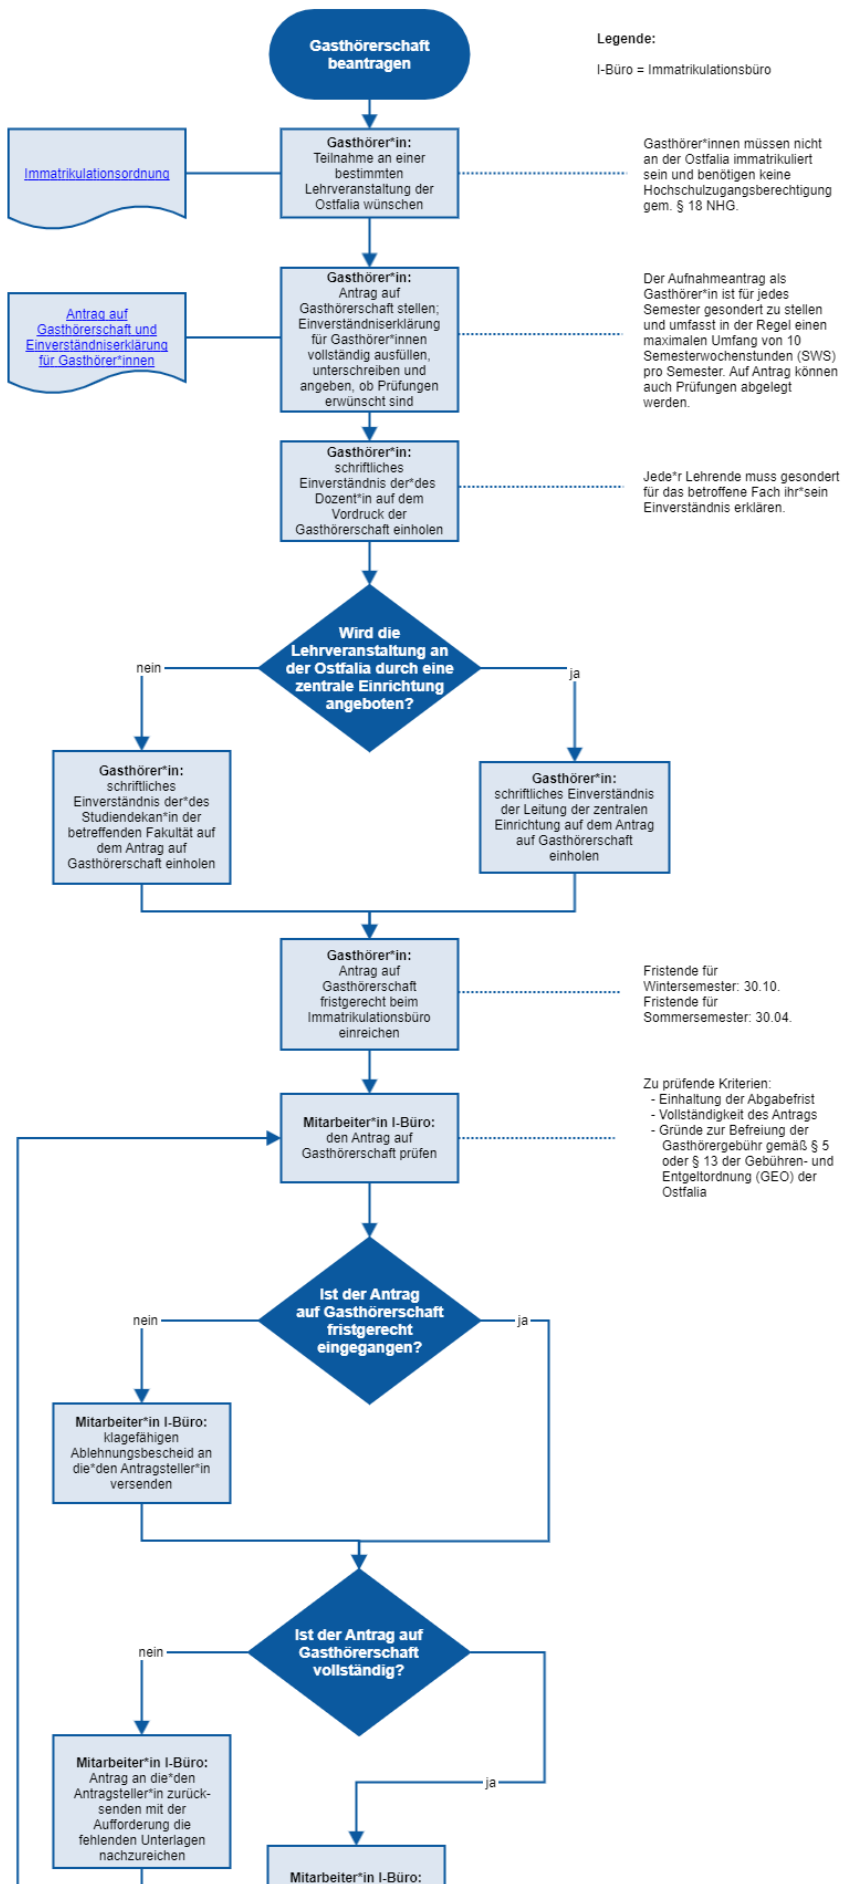 Gasthörerschaft
beantragen
Legende:
I-Büro = Immatrikulationsbüro
Immatrikulationsordnung
Gasthörer*in:
Teilnahme an einer
bestimmten
Lehrveranstaltung der
Ostfalia wünschen
Gasthörer*innen müssen nicht
an der Ostfalia immatrikuliert
sein und benötigen keine
Hochschulzugangsberechtigung
gem. § 18 NHG.
Antrag auf
Gasthörerschaft und
Einverständniserklärung
für Gasthörer*innen
Gasthörer*in:
Antrag auf
Gasthörerschaft stellen;
Einverständniserklärung
für Gasthörer*innen
vollständig ausfüllen,
unterschreiben und
angeben, ob Prüfungen
erwünscht sind
Der Aufnahmeantrag als
Gasthörer*in ist für jedes
Semester gesondert zu stellen
und umfasst in der Regel einen
maximalen Umfang von 10
Semesterwochenstunden (SWS)
pro Semester. Auf Antrag können
auch Prüfungen abgelegt
werden.
Gasthörer*in:
schriftliches
Einverständnis der*des
Dozent*in auf dem
Vordruck der
Gasthörerschaft einholen
Jede*r Lehrende muss gesondert
für das betroffene Fach ihr*sein
Einverständnis erklären.
Wird die
Lehrveranstaltung an
der Ostfalia durch eine
zentrale Einrichtung
angeboten?
nein
ja
Gasthörer*in:
schriftliches
Einverständnis der*des
Studiendekan*in der
betreffenden Fakultät auf
dem Antrag auf
Gasthörerschaft einholen
Gasthörer*in:
schriftliches Einverständnis
der Leitung der zentralen
Einrichtung auf dem Antrag
auf Gasthörerschaft
einholen
Gasthörer*in:
Antrag auf
Gasthörerschaft
fristgerecht beim
Immatrikulationsbüro
einreichen
Fristende für
Wintersemester: 30.10.
Fristende für
Sommersemester: 30.04.
Mitarbeiter*in I-Büro:
den Antrag auf
Gasthörerschaft prüfen
Zu prüfende Kriterien:
- Einhaltung der Abgabefrist
- Vollständigkeit des Antrags
- Gründe zur Befreiung der
Gasthörergebühr gemäß § 5
oder § 13 der Gebühren- und
Entgeltordnung (GEO) der
Ostfalia
Ist der Antrag
auf Gasthörerschaft
fristgerecht
eingegangen?
nein
ja
Mitarbeiter*in I-Büro:
klagefähigen
Ablehnungsbescheid an
die*den Antragsteller*in
versenden
Ist der Antrag auf
Gasthörerschaft
vollständig?
nein
ja
Mitarbeiter*in I-Büro:
Antrag an die*den
Antragsteller*in zurück-
senden mit der
Aufforderung die
fehlenden Unterlagen
nachzureichen
Mitarbeiter*in I-Büro: